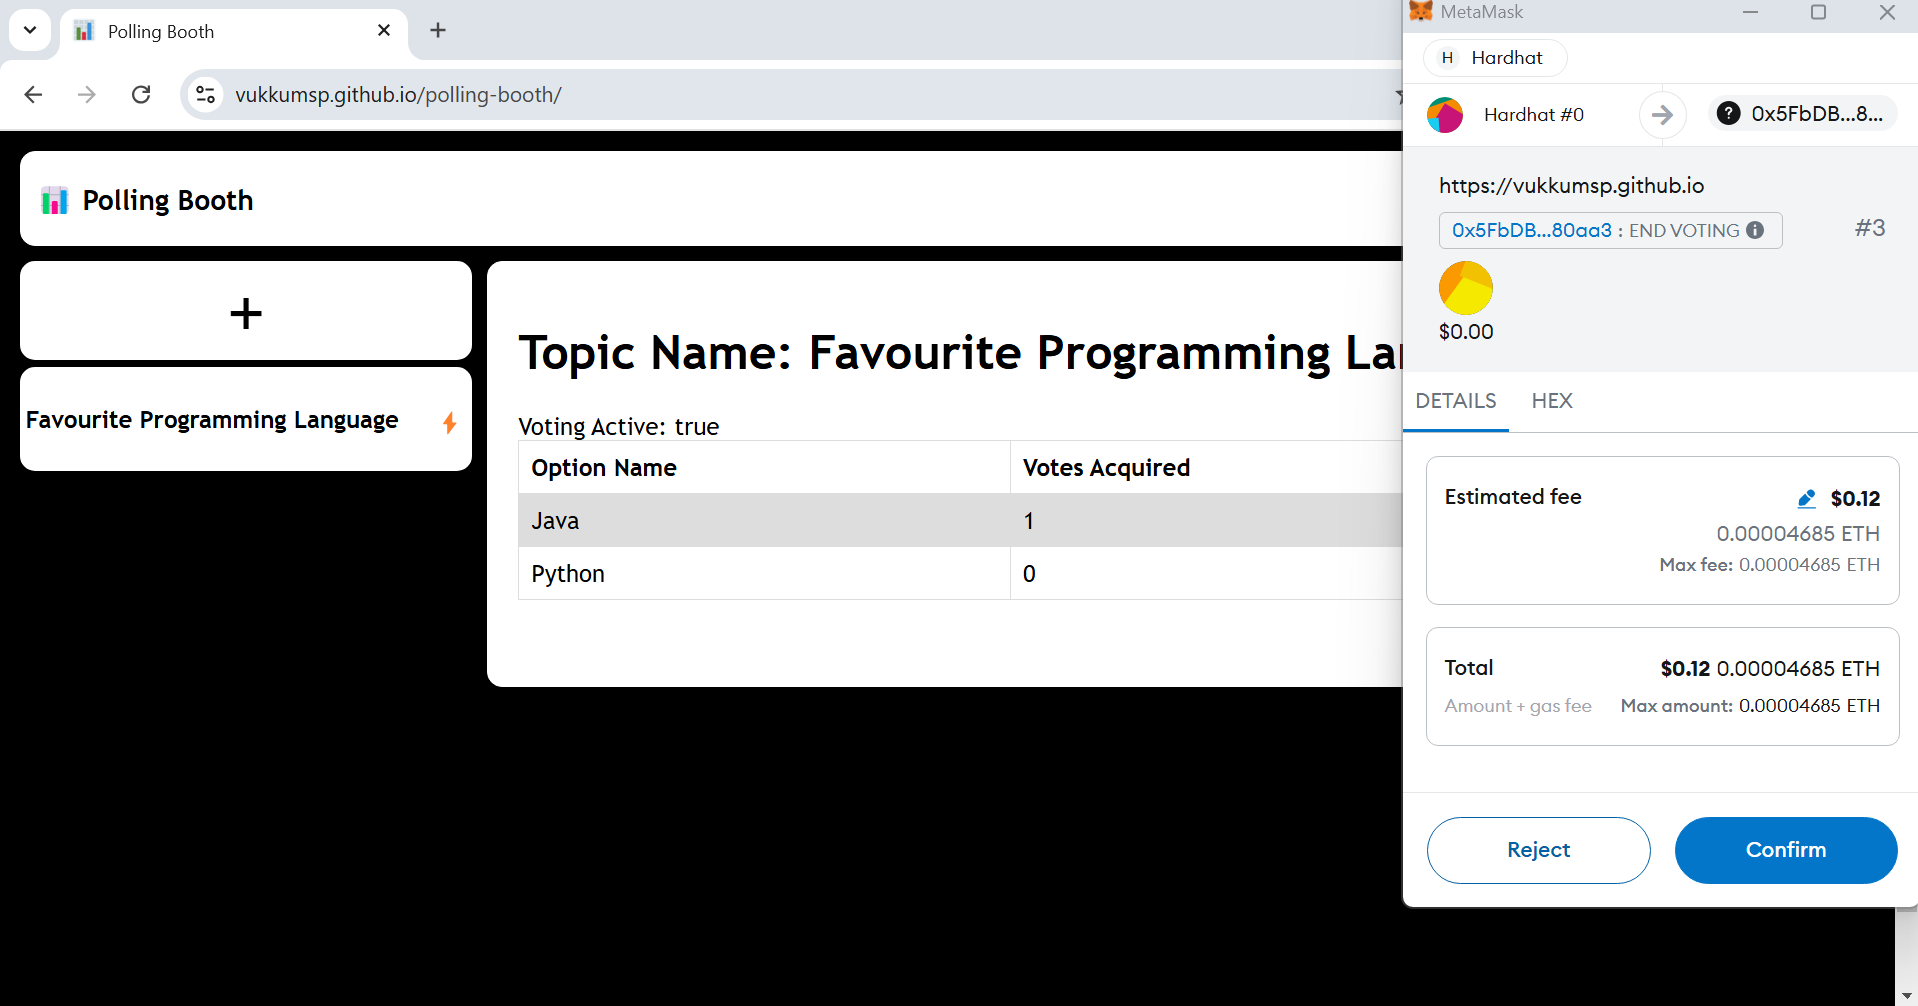 Polling Booth
vukkumsp.github.io/polling-booth/
Polling Booth
+
Favourite Programming Language
Topic Name: Favourite Programming
Voting Active: true
Option Name Votes Acquired
Java 1
Python 0
MetaMask
H Hardhat
Hardhat #0 ? 0x5FbDB...8...
https://vukkumsp.github.io
0x5FbDB...80aa3 : END VOTING #3
$0.00
DETAILS HEX
Estimated fee $0.12
0.00004685 ETH
Max fee: 0.00004685 ETH
Total $0.12 0.00004685 ETH
Amount + gas fee Max amount: 0.00004685 ETH
Reject Confirm